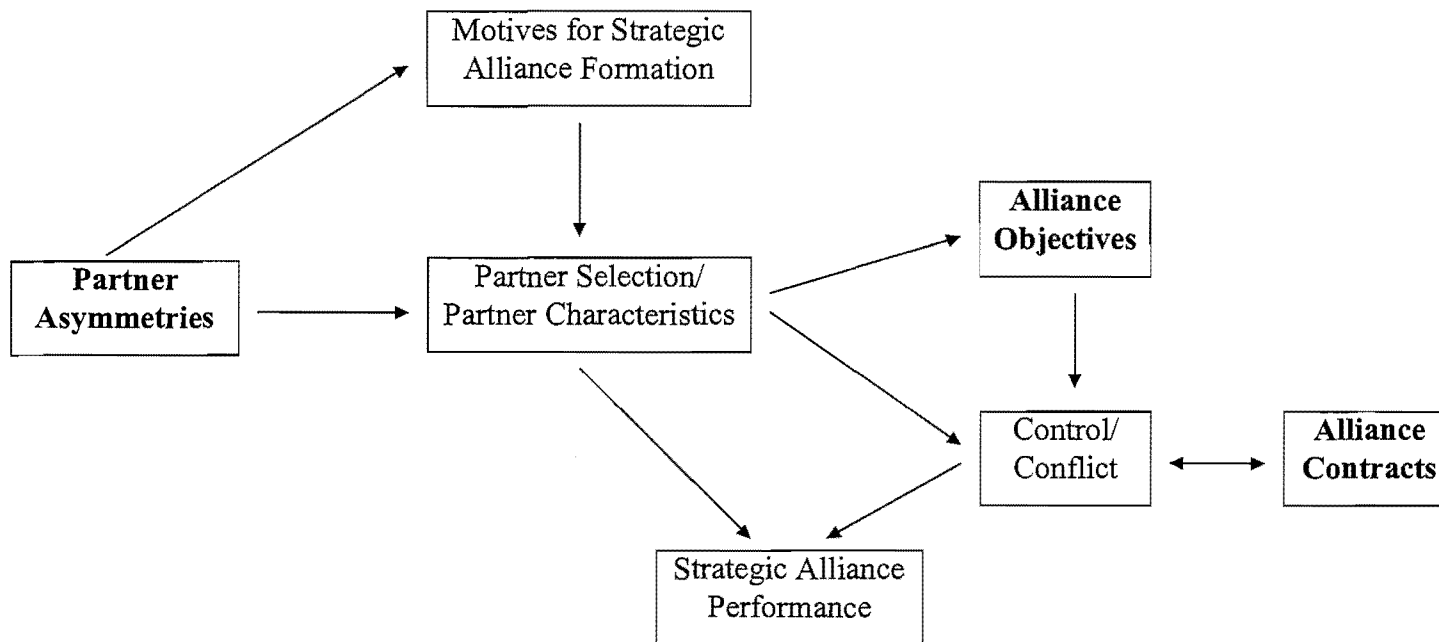 Motives for Strategic
Alliance Formation
Alliance
Objectives
Partner
Asymmetries
Partner Selection/
Partner Characteristics
Control/
Conflict
Alliance
Contracts
Strategic Alliance
Performance